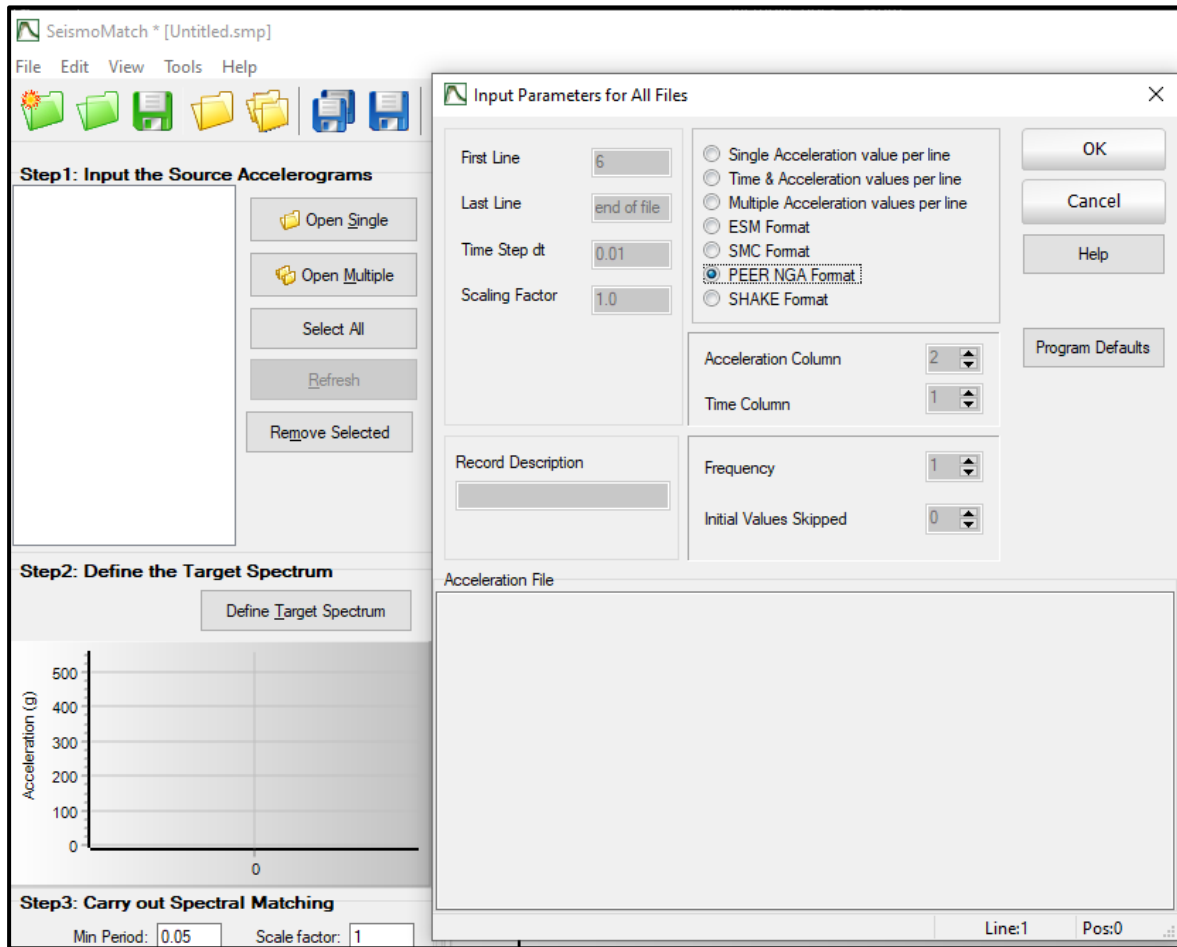 SeismoMatch * [Untitled.smp]
File Edit View Tools Help
Step1: Input the Source Accelerograms
Open Single
Open Multiple
Select All
Refresh
Remove Selected
Step2: Define the Target Spectrum
Define Target Spectrum
Acceleration (g)
500
400
300
200
100
0
0
Step3: Carry out Spectral Matching
Min Period: 0.05 Scale factor: 1
Input Parameters for All Files
First Line 6
Last Line end of file
Time Step dt 0.01
Scaling Factor 1.0
Single Acceleration value per line
Time & Acceleration values per line
Multiple Acceleration values per line
ESM Format
SMC Format
PEER NGA Format
SHAKE Format
OK
Cancel
Help
Program Defaults
Acceleration Column 2
Time Column 1
Record Description
Frequency 1
Initial Values Skipped 0
Acceleration File
Line:1 Pos:0